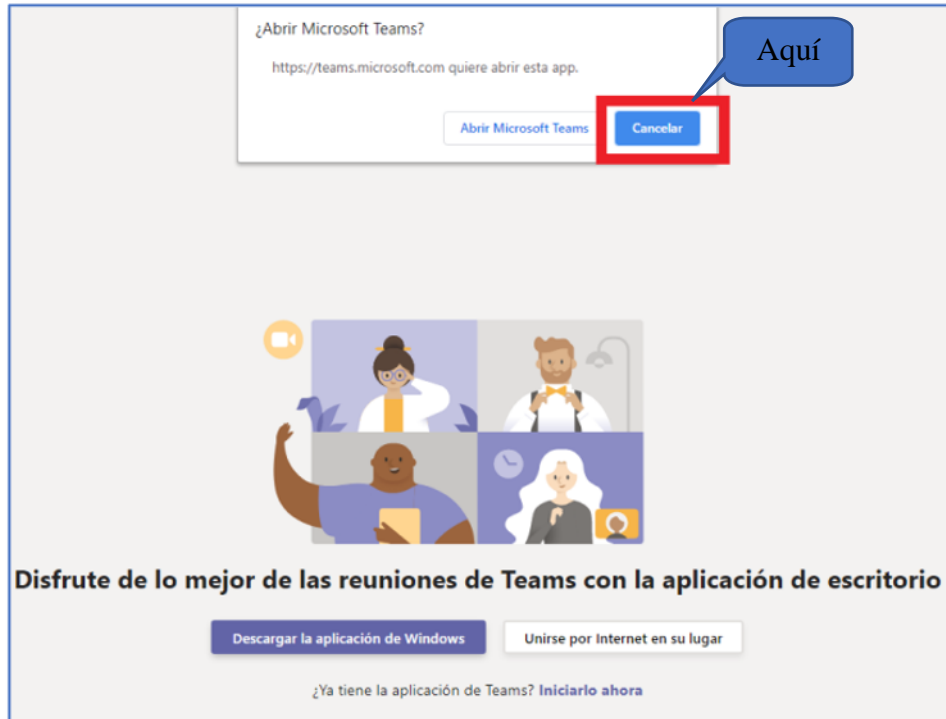 ¿Abrir Microsoft Teams?
Aquí
https://teams.microsoft.com quiere abrir esta app.
Abrir Microsoft Teams
Cancelar
Disfrute de lo mejor de las reuniones de Teams con la aplicación de escritorio
Descargar la aplicación de Windows
Unirse por Internet en su lugar
¿Ya tiene la aplicación de Teams? Iniciarlo ahora